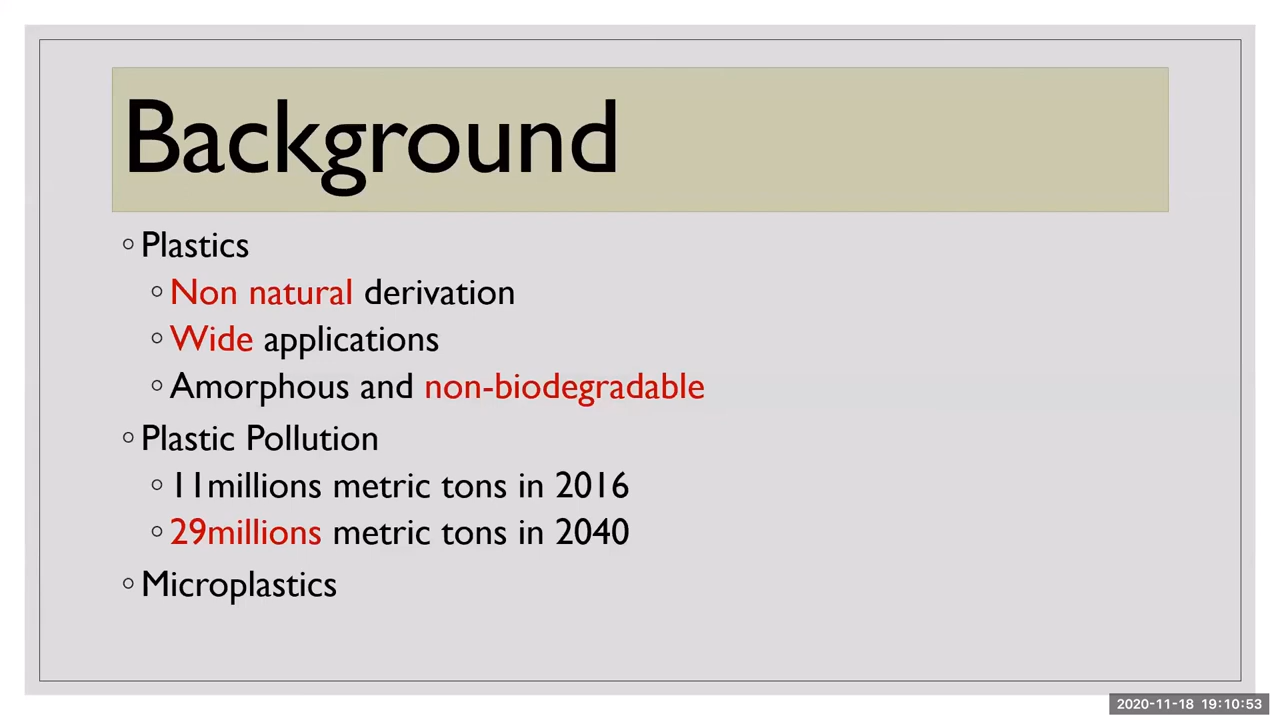 Background
◦ Plastics
◦ Non natural derivation
◦ Wide applications
◦ Amorphous and non-biodegradable
◦ Plastic Pollution
◦ 11millions metric tons in 2016
◦ 29millions metric tons in 2040
◦ Microplastics
2020-11-18 19:10:53